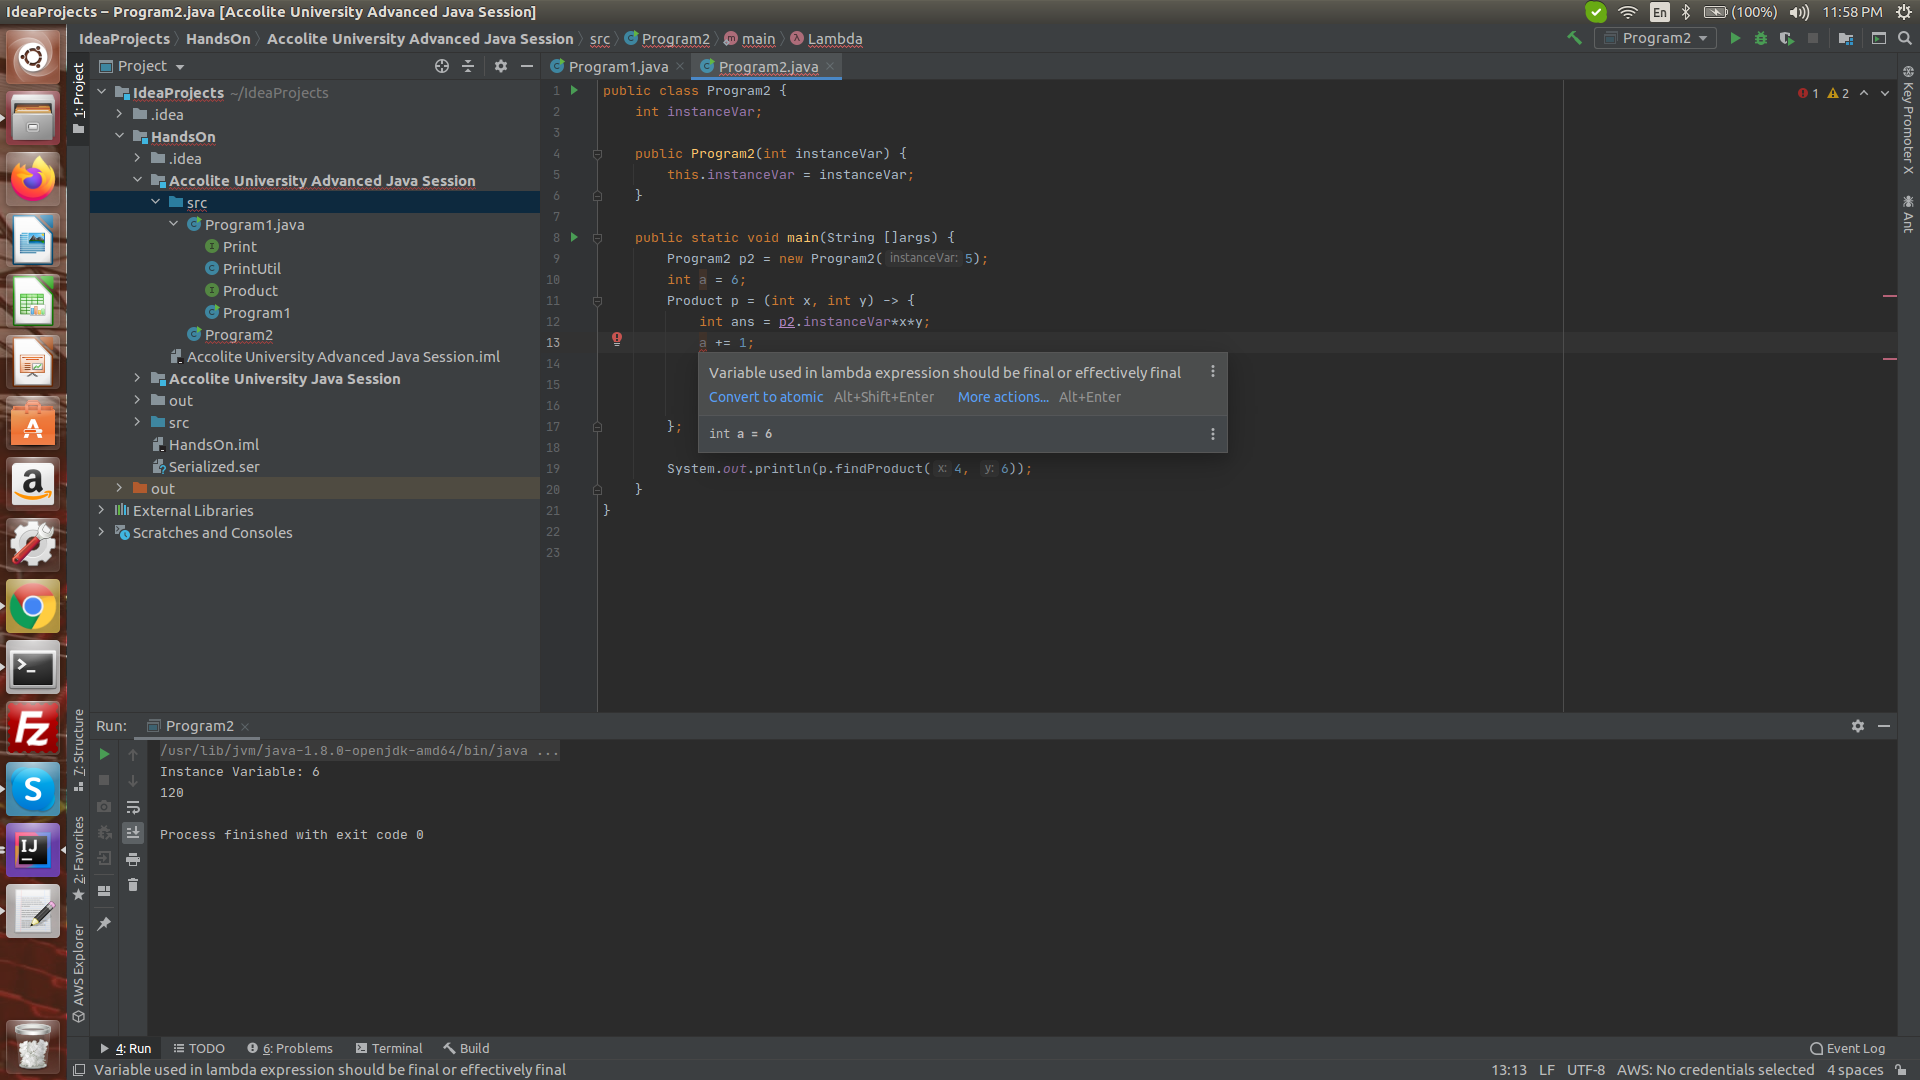 IdeaProjects – Program2.java [Accolite University Advanced Java Session]
En (100%) 11:58 PM
IdeaProjects HandsOn Accolite University Advanced Java Session src Program2 main Lambda
Program2
Project
Program1.java
Program2.java
1: Project
IdeaProjects ~/IdeaProjects
.idea
HandsOn
.idea
Accolite University Advanced Java Session
src
Program1.java
Print
PrintUtil
Product
Program1
Program2
Accolite University Advanced Java Session.iml
Accolite University Java Session
out
src
HandsOn.iml
Serialized.ser
out
External Libraries
Scratches and Consoles
1 public class Program2 {
2 int instanceVar;
3
4 public Program2(int instanceVar) {
5 this.instanceVar = instanceVar;
6 }
7
8 public static void main(String []args) {
9 Program2 p2 = new Program2( instanceVar: 5);
10 int a = 6;
11 Product p = (int x, int y) -> {
12 int ans = p2.instanceVar*x*y;
13 a += 1;
14
15
16
17 };
18
19 System.out.println(p.findProduct( x: 4, y: 6));
20 }
21 }
22
23
Variable used in lambda expression should be final or effectively final
Convert to atomic Alt+Shift+Enter More actions... Alt+Enter
int a = 6
1 2
Key Promoter X
Ant
7: Structure
2: Favorites
AWS Explorer
Run: Program2
/usr/lib/jvm/java-1.8.0-openjdk-amd64/bin/java ...
Instance Variable: 6
120
Process finished with exit code 0
4: Run TODO 6: Problems Terminal Build Event Log
Variable used in lambda expression should be final or effectively final 13:13 LF UTF-8 AWS: No credentials selected 4 spaces